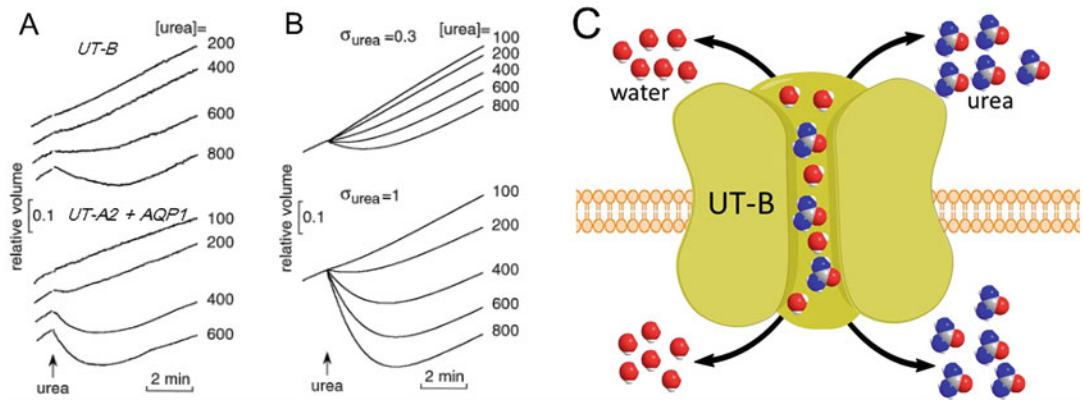 A
UT-B
[urea]=
200
400
600
800
relative volume
0.1
UT-A2 + AQP1
100
200
400
600
urea
2 min
B
σurea=0.3
[urea]=
100
200
400
600
800
relative volume
0.1
σurea=1
100
200
400
600
800
urea
2 min
C
water
urea
UT-B